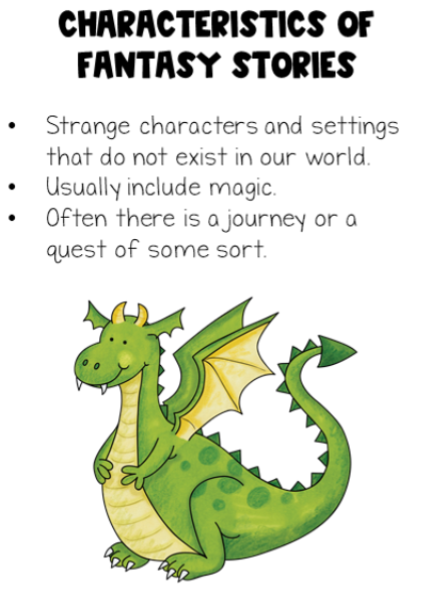 CHARACTERISTICS OF
FANTASY STORIES
• Strange characters and settings
that do not exist in our world.
• Usually include magic.
• Often there is a journey or a
quest of some sort.